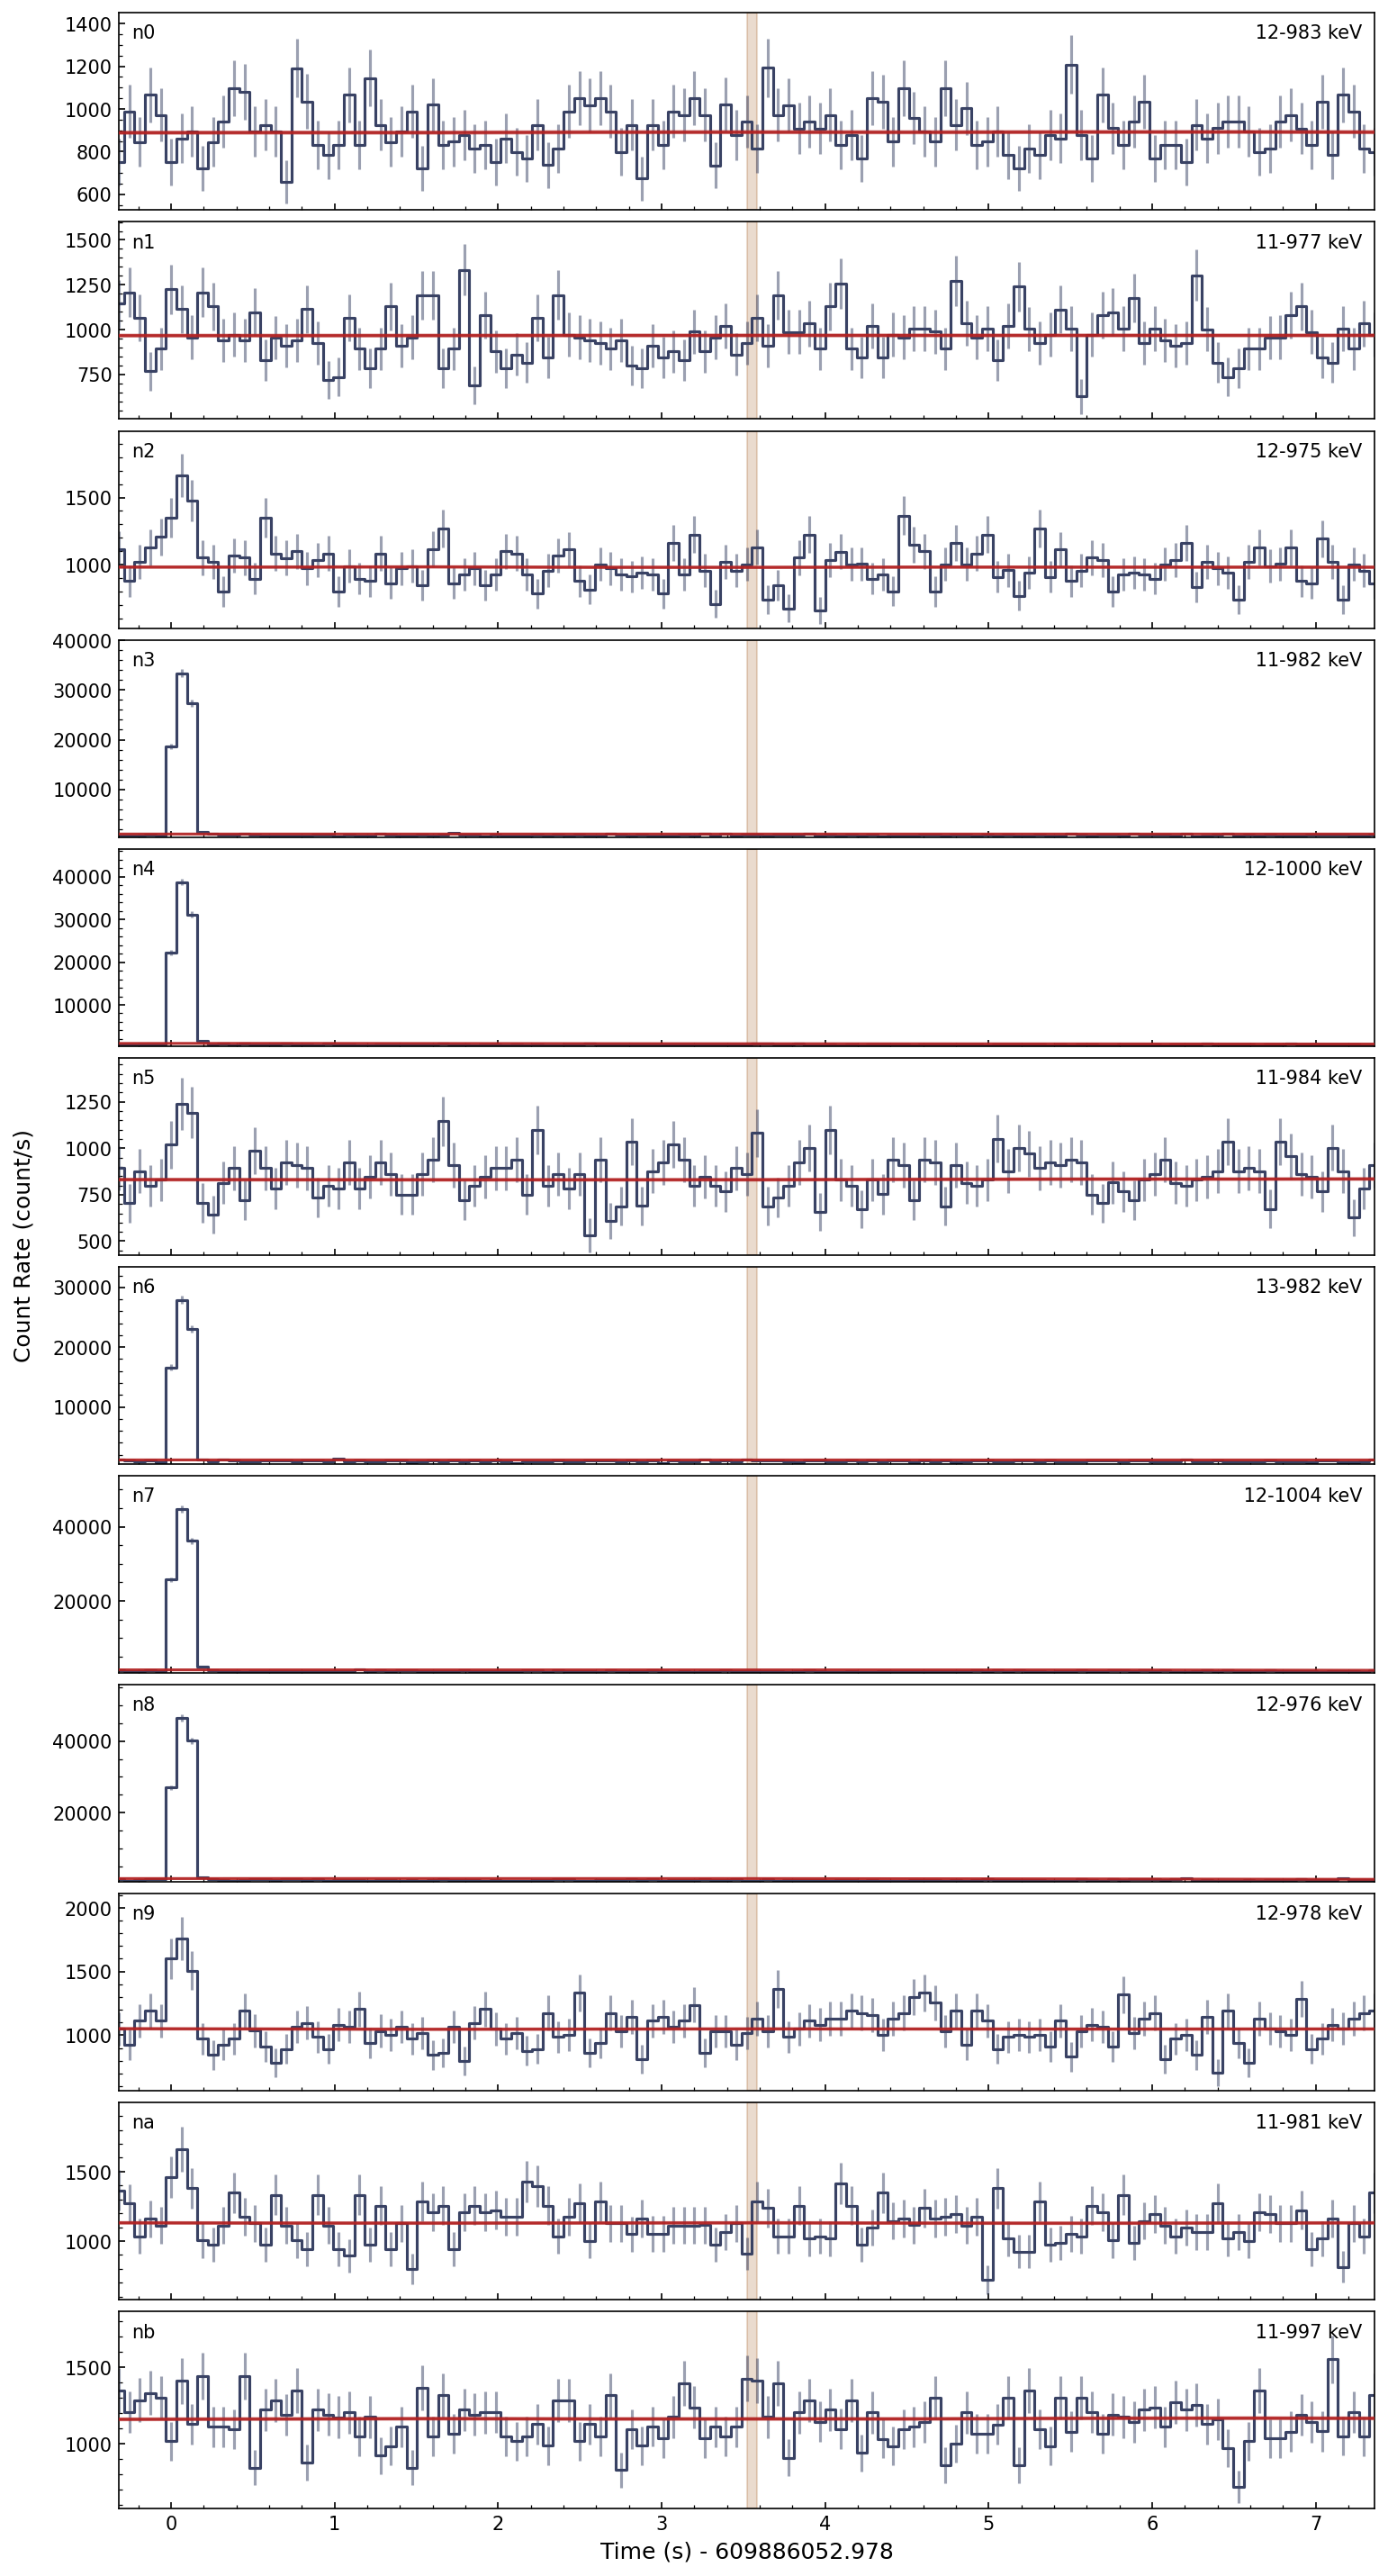 n0 12-983 keV
1400
1200
1000
800
600
n1 11-977 keV
1500
1250
1000
750
n2 12-975 keV
1500
1000
n3 11-982 keV
40000
30000
20000
10000
n4 12-1000 keV
40000
30000
20000
10000
n5 11-984 keV
1250
1000
750
500
Count Rate (count/s)
n6 13-982 keV
30000
20000
10000
n7 12-1004 keV
40000
20000
n8 12-976 keV
40000
20000
n9 12-978 keV
2000
1500
1000
na 11-981 keV
1500
1000
nb 11-997 keV
1500
1000
0 1 2 3 4 5 6 7
Time (s) - 609886052.978